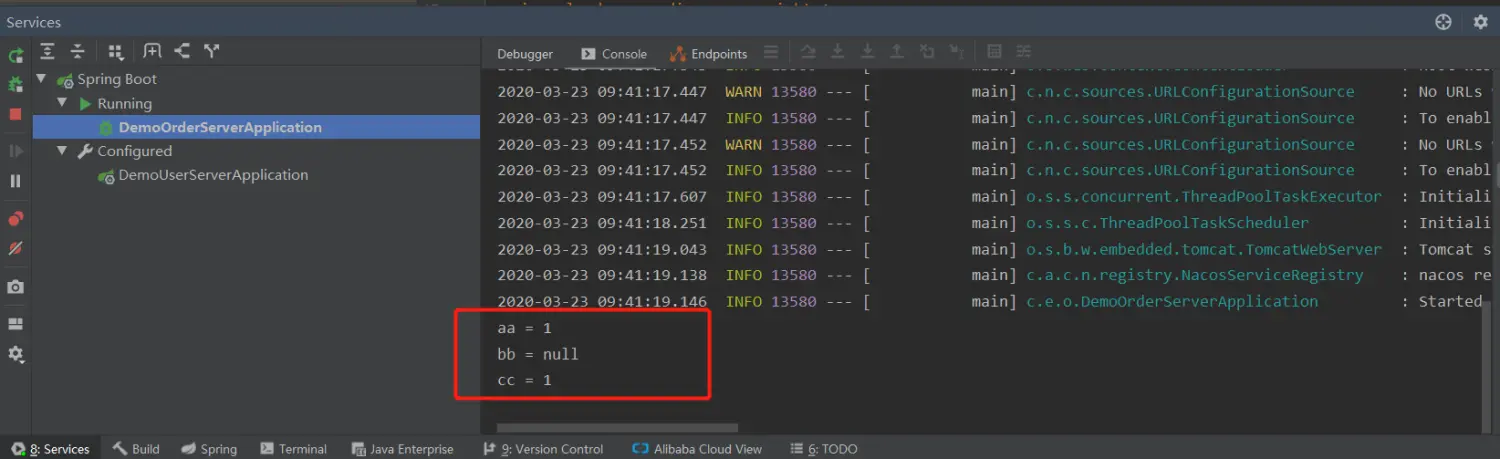 Services
Debugger Console Endpoints
Spring Boot
Running
DemoOrderServerApplication
Configured
DemoUserServerApplication
2020-03-23 09:41:17.447 WARN 13580 --- [ main] c.n.c.sources.URLConfigurationSource : No URLs
2020-03-23 09:41:17.447 INFO 13580 --- [ main] c.n.c.sources.URLConfigurationSource : To enabl
2020-03-23 09:41:17.452 WARN 13580 --- [ main] c.n.c.sources.URLConfigurationSource : No URLs
2020-03-23 09:41:17.452 INFO 13580 --- [ main] c.n.c.sources.URLConfigurationSource : To enabl
2020-03-23 09:41:17.607 INFO 13580 --- [ main] o.s.s.concurrent.ThreadPoolTaskExecutor : Initiali
2020-03-23 09:41:18.251 INFO 13580 --- [ main] o.s.s.c.ThreadPoolTaskScheduler : Initiali
2020-03-23 09:41:19.043 INFO 13580 --- [ main] o.s.b.w.embedded.tomcat.TomcatWebServer : Tomcat s
2020-03-23 09:41:19.138 INFO 13580 --- [ main] c.a.c.n.registry.NacosServiceRegistry : nacos re
2020-03-23 09:41:19.146 INFO 13580 --- [ main] c.e.o.DemoOrderServerApplication : Started
aa = 1
bb = null
cc = 1
8: Services Build Spring Terminal Java Enterprise 9: Version Control Alibaba Cloud View 6: TODO